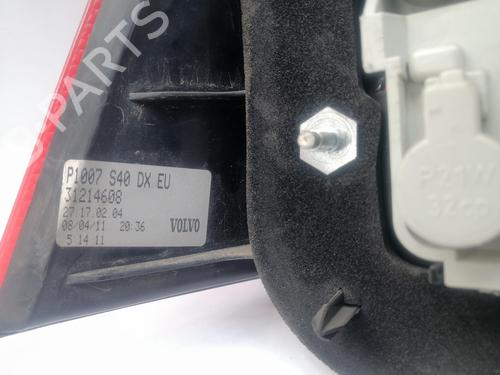 P1007 S40 DX EU
31214608
27.17.02.04
08/04/11 20:36 VOLVO
5 14 11
PARTS